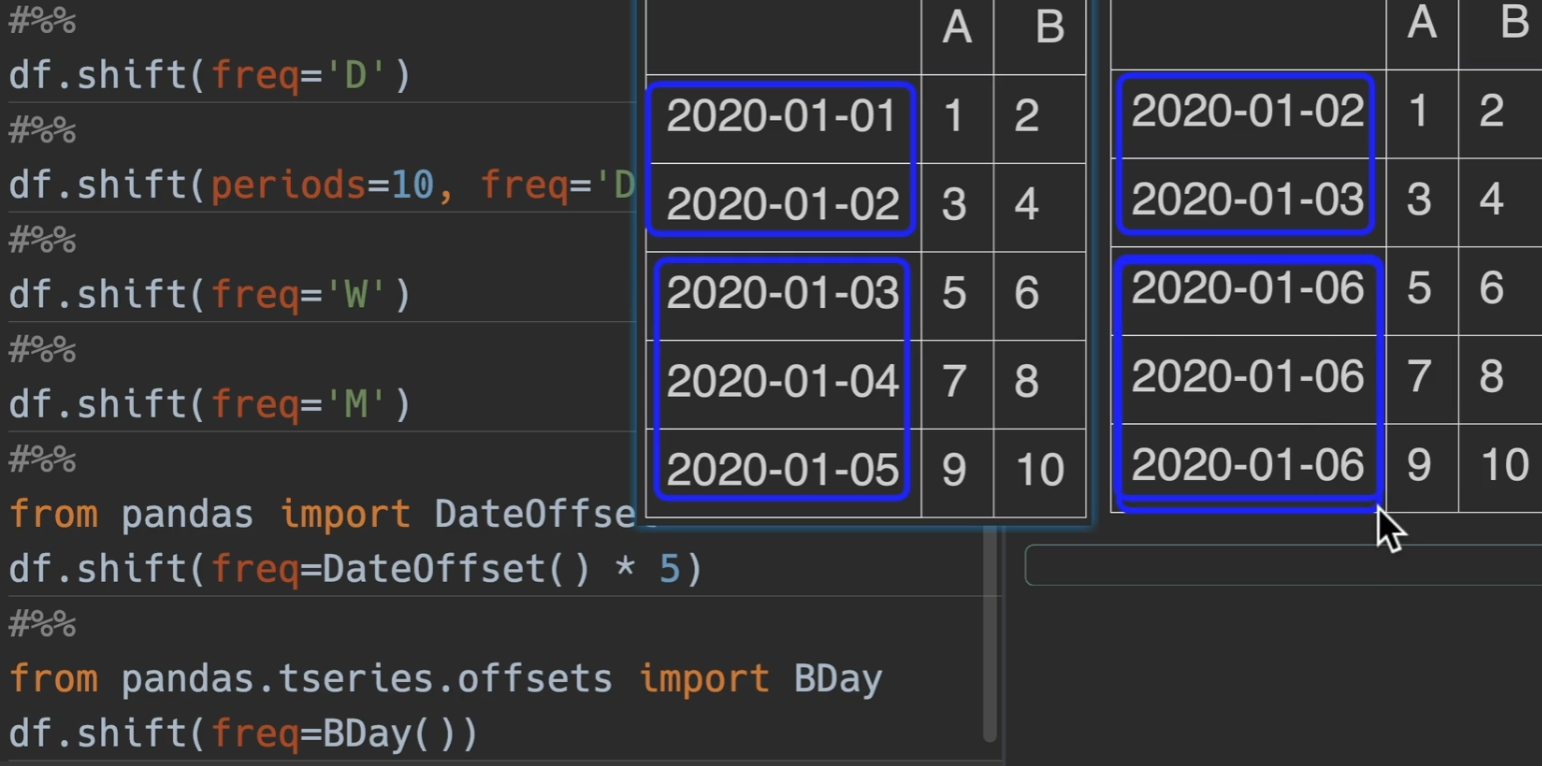 #%%
df.shift(freq='D')
#%%
df.shift(periods=10, freq='D
#%%
df.shift(freq='W')
#%%
df.shift(freq='M')
#%%
from pandas import DateOffse
df.shift(freq=DateOffset() * 5)
#%%
from pandas.tseries.offsets import BDay
df.shift(freq=BDay())
A B
2020-01-01 1 2
2020-01-02 3 4
2020-01-03 5 6
2020-01-04 7 8
2020-01-05 9 10
A B
2020-01-02 1 2
2020-01-03 3 4
2020-01-06 5 6
2020-01-06 7 8
2020-01-06 9 10